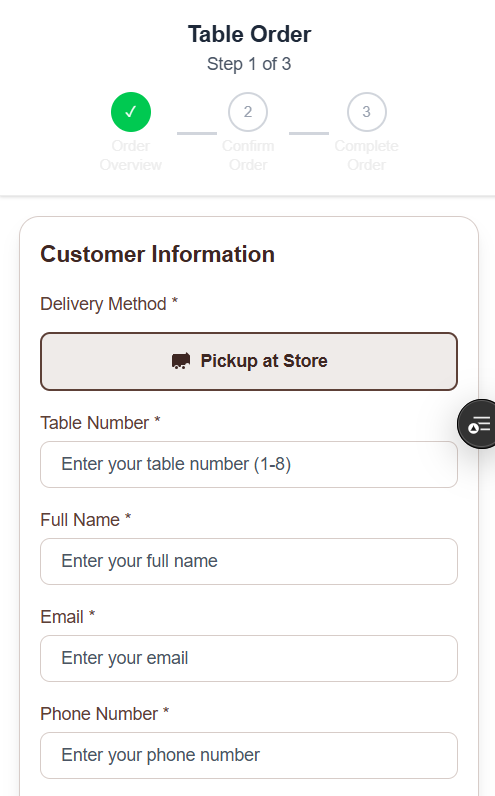 Table Order
Step 1 of 3
✓ 2 3
Order Overview Confirm Order Complete Order
Customer Information
Delivery Method *
Pickup at Store
Table Number *
Enter your table number (1-8)
Full Name *
Enter your full name
Email *
Enter your email
Phone Number *
Enter your phone number